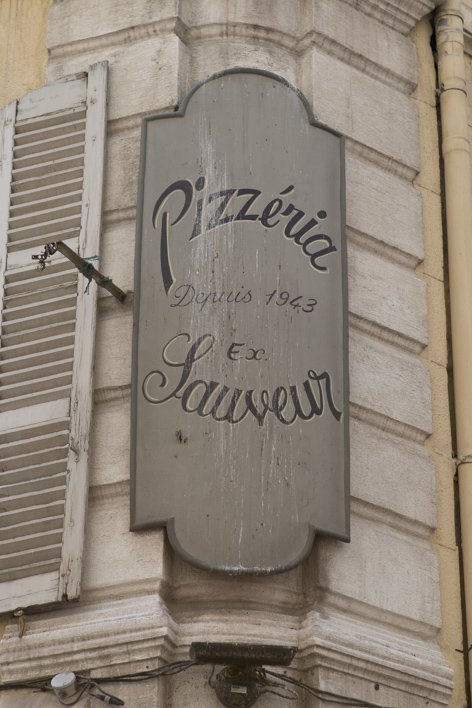 Pizzéria
Depuis 1943
Ex.
Sauveur